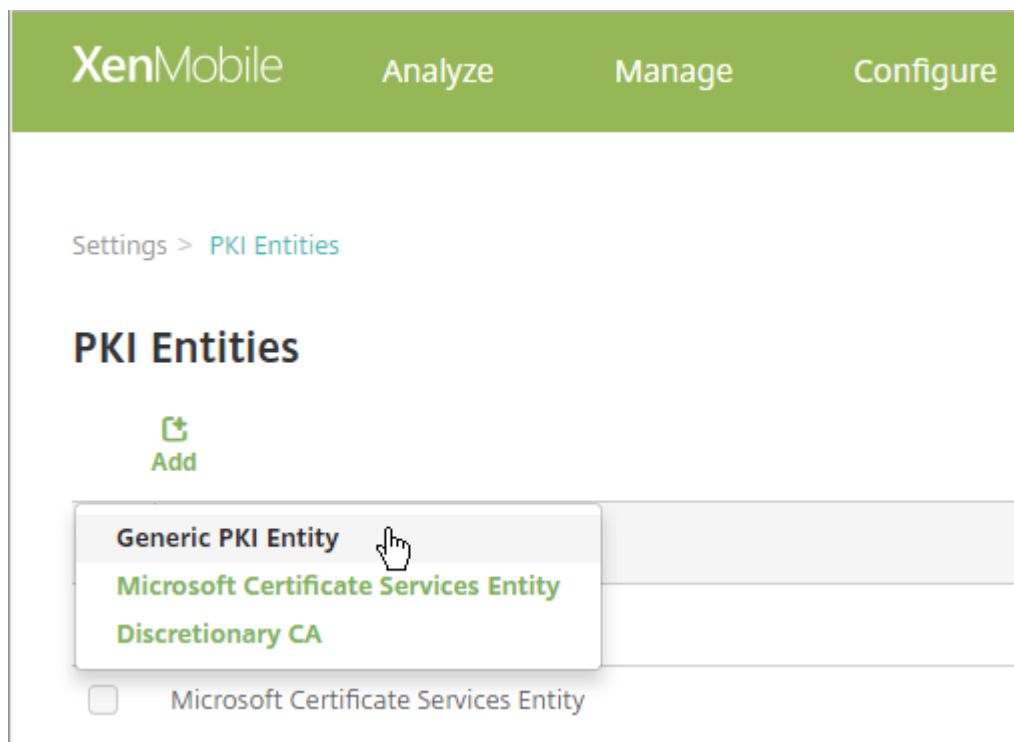 XenMobile Analyze Manage Configure
Settings > PKI Entities
PKI Entities
Add
Generic PKI Entity
Microsoft Certificate Services Entity
Discretionary CA
Microsoft Certificate Services Entity